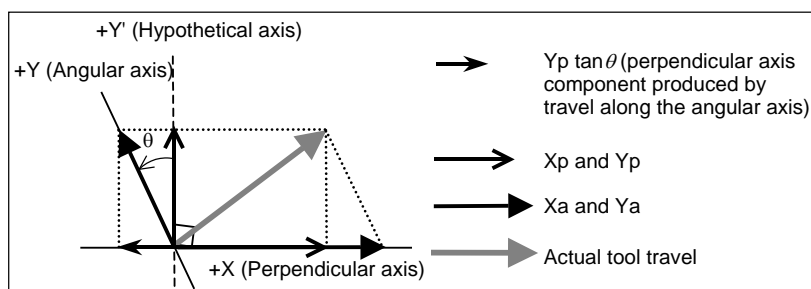 +Y' (Hypothetical axis)
+Y (Angular axis)
θ
+X (Perpendicular axis)
Yp tanθ (perpendicular axis
component produced by
travel along the angular axis)
Xp and Yp
Xa and Ya
Actual tool travel